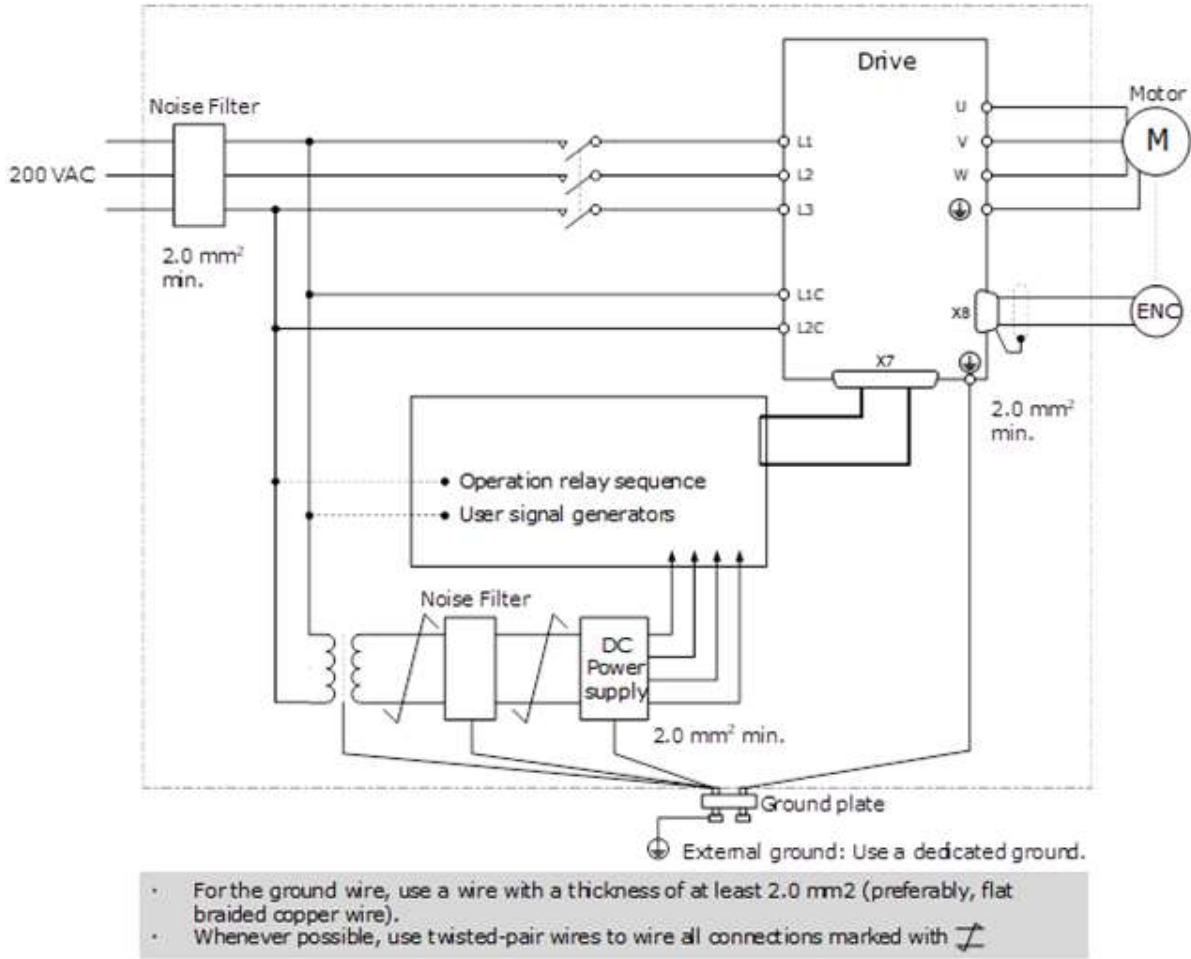 Drive
Noise Filter
Motor
U
M
L1
V
200 VAC
L2
W
L3
2.0 mm²
min.
L1C
X8
ENC
L2C
X7
2.0 mm²
min.
Operation relay sequence
User signal generators
Noise Filter
DC
Power
supply
2.0 mm² min.
Ground plate
External ground: Use a dedicated ground.
· For the ground wire, use a wire with a thickness of at least 2.0 mm2 (preferably, flat
braided copper wire).
· Whenever possible, use twisted-pair wires to wire all connections marked with